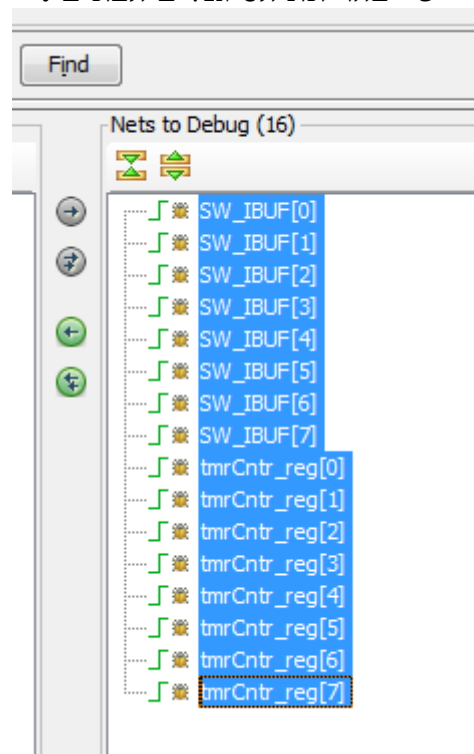 Find
Nets to Debug (16)
SW_IBUF[0]
SW_IBUF[1]
SW_IBUF[2]
SW_IBUF[3]
SW_IBUF[4]
SW_IBUF[5]
SW_IBUF[6]
SW_IBUF[7]
tmrCntr_reg[0]
tmrCntr_reg[1]
tmrCntr_reg[2]
tmrCntr_reg[3]
tmrCntr_reg[4]
tmrCntr_reg[5]
tmrCntr_reg[6]
tmrCntr_reg[7]